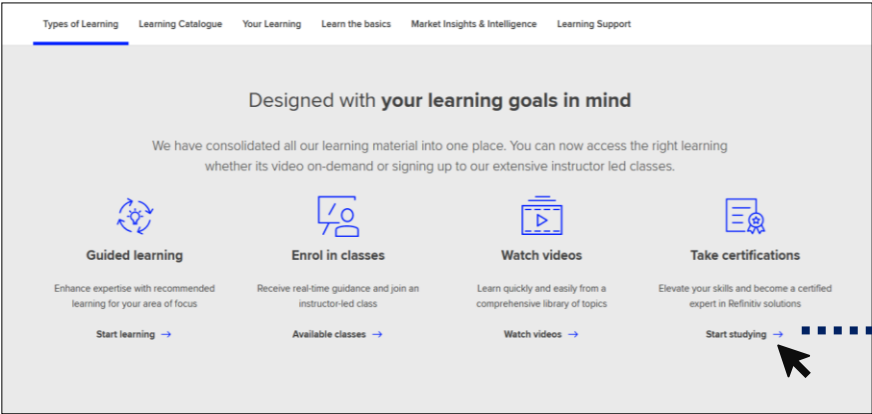 Types of Learning Learning Catalogue Your Learning Learn the basics Market Insights & Intelligence Learning Support
Designed with your learning goals in mind
We have consolidated all our learning material into one place. You can now access the right learning
whether its video on-demand or signing up to our extensive instructor led classes.
Guided learning
Enhance expertise with recommended
learning for your area of focus
Start learning →
Enrol in classes
Receive real-time guidance and join an
instructor-led class
Available classes →
Watch videos
Learn quickly and easily from a
comprehensive library of topics
Watch videos →
Take certifications
Elevate your skills and become a certified
expert in Refinitiv solutions
Start studying →